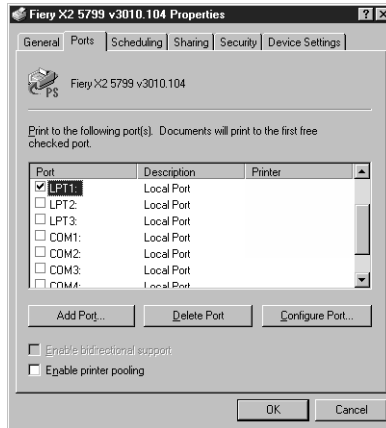 Fiery X2 5799 v3010.104 Properties
General Ports Scheduling Sharing Security Device Settings
PS
Fiery X2 5799 v3010.104
Print to the following port(s). Documents will print to the first free
checked port.
Port Description Printer
LPT1: Local Port
LPT2: Local Port
LPT3: Local Port
COM1: Local Port
COM2: Local Port
COM3: Local Port
COM4: Local Port
Add Port... Delete Port Configure Port...
Enable bidirectional support
Enable printer pooling
OK Cancel